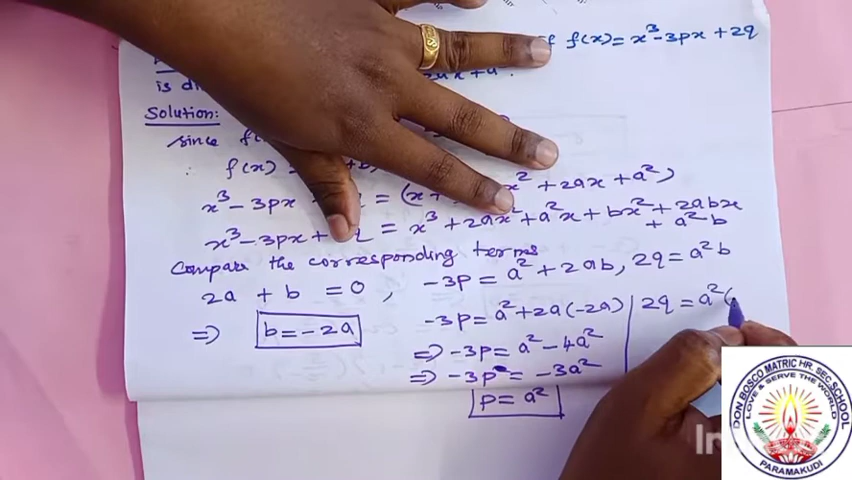 f(x) = x³ - 3px + 2q
2ax + a².
is di
Solution:
since f(
f(x) = + b)
x³ - 3px = (x + x² + 2ax + a²)
x³ - 3px + q = x³ + 2ax² + a²x + bx² + 2abx
+ a²b
Compare the corresponding terms
2a + b = 0, -3p = a² + 2ab, 2q = a²b
⇒ b = -2a
-3p = a² + 2a(-2a)
⇒ -3p = a² - 4a²
⇒ -3p = -3a²
p = a²
2q = a²(
DON BOSCO MATRIC HR. SEC SCHOOL
LOVE & SERVE THE WORLD
PARAMAKUDI